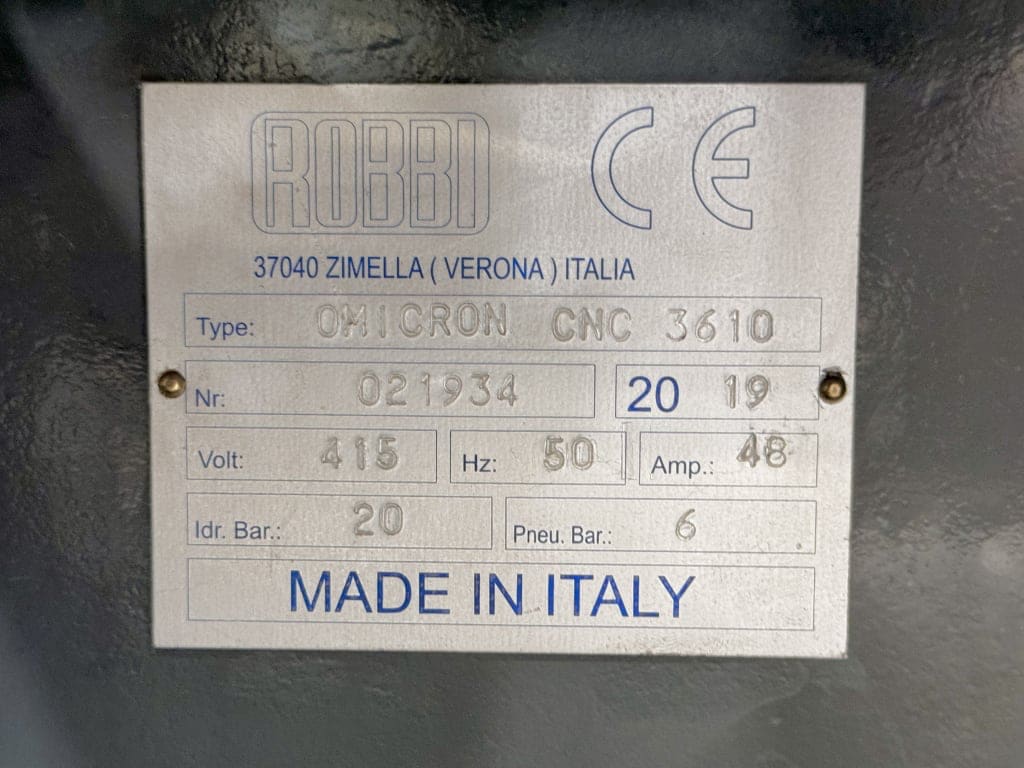 ROBBI CE
37040 ZIMELLA ( VERONA ) ITALIA
Type: OMICRON CNC 3610
Nr: 021934 20 19
Volt: 415 Hz: 50 Amp.: 48
Idr. Bar.: 20 Pneu. Bar.: 6
MADE IN ITALY